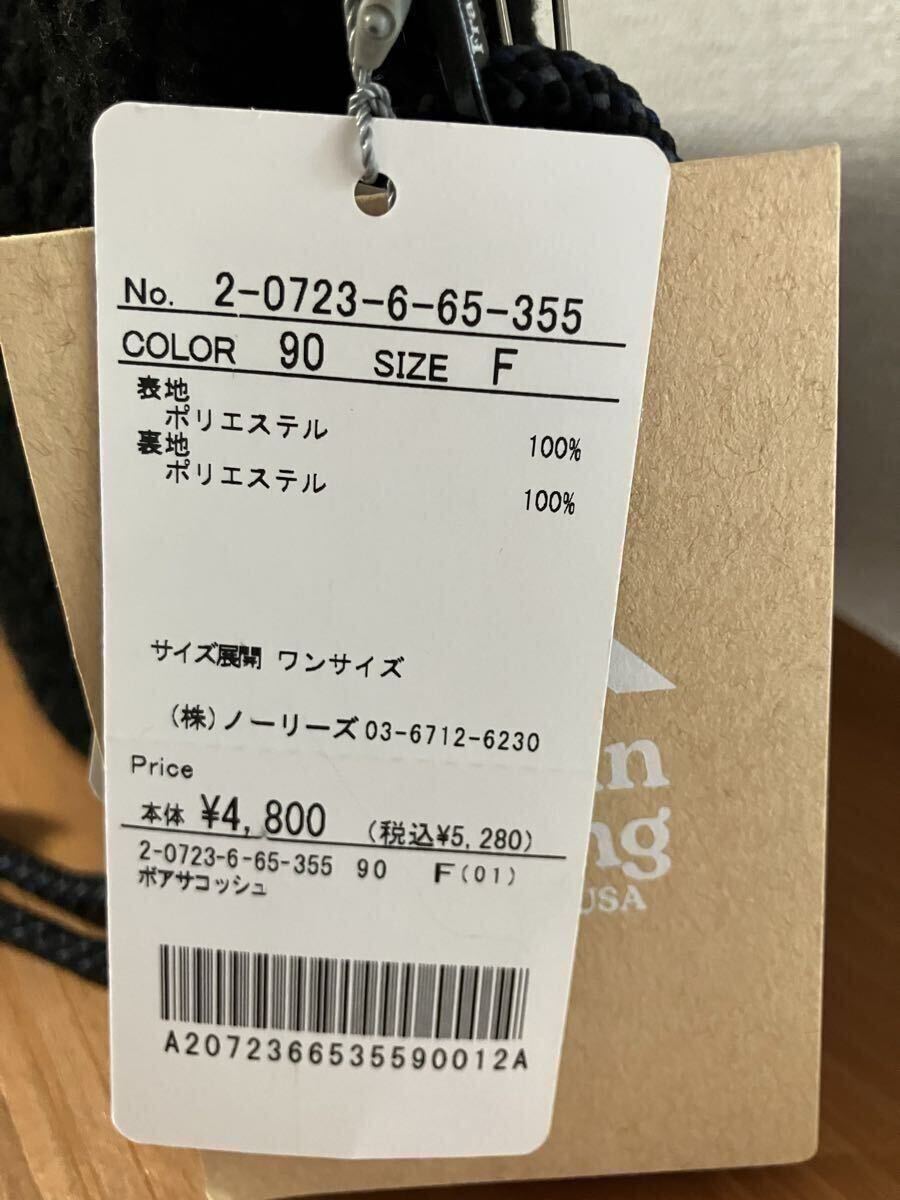 No. 2-0723-6-65-355
COLOR 90 SIZE F
表地
ポリエステル 100%
裏地
ポリエステル 100%
サイズ展開 ワンサイズ
(株)ノーリーズ 03-6712-6230
Price
本体 ¥4,800 (税込¥5,280)
2-0723-6-65-355 90 F(01)
ボアサコッシュ
A2072366535590012A
USA